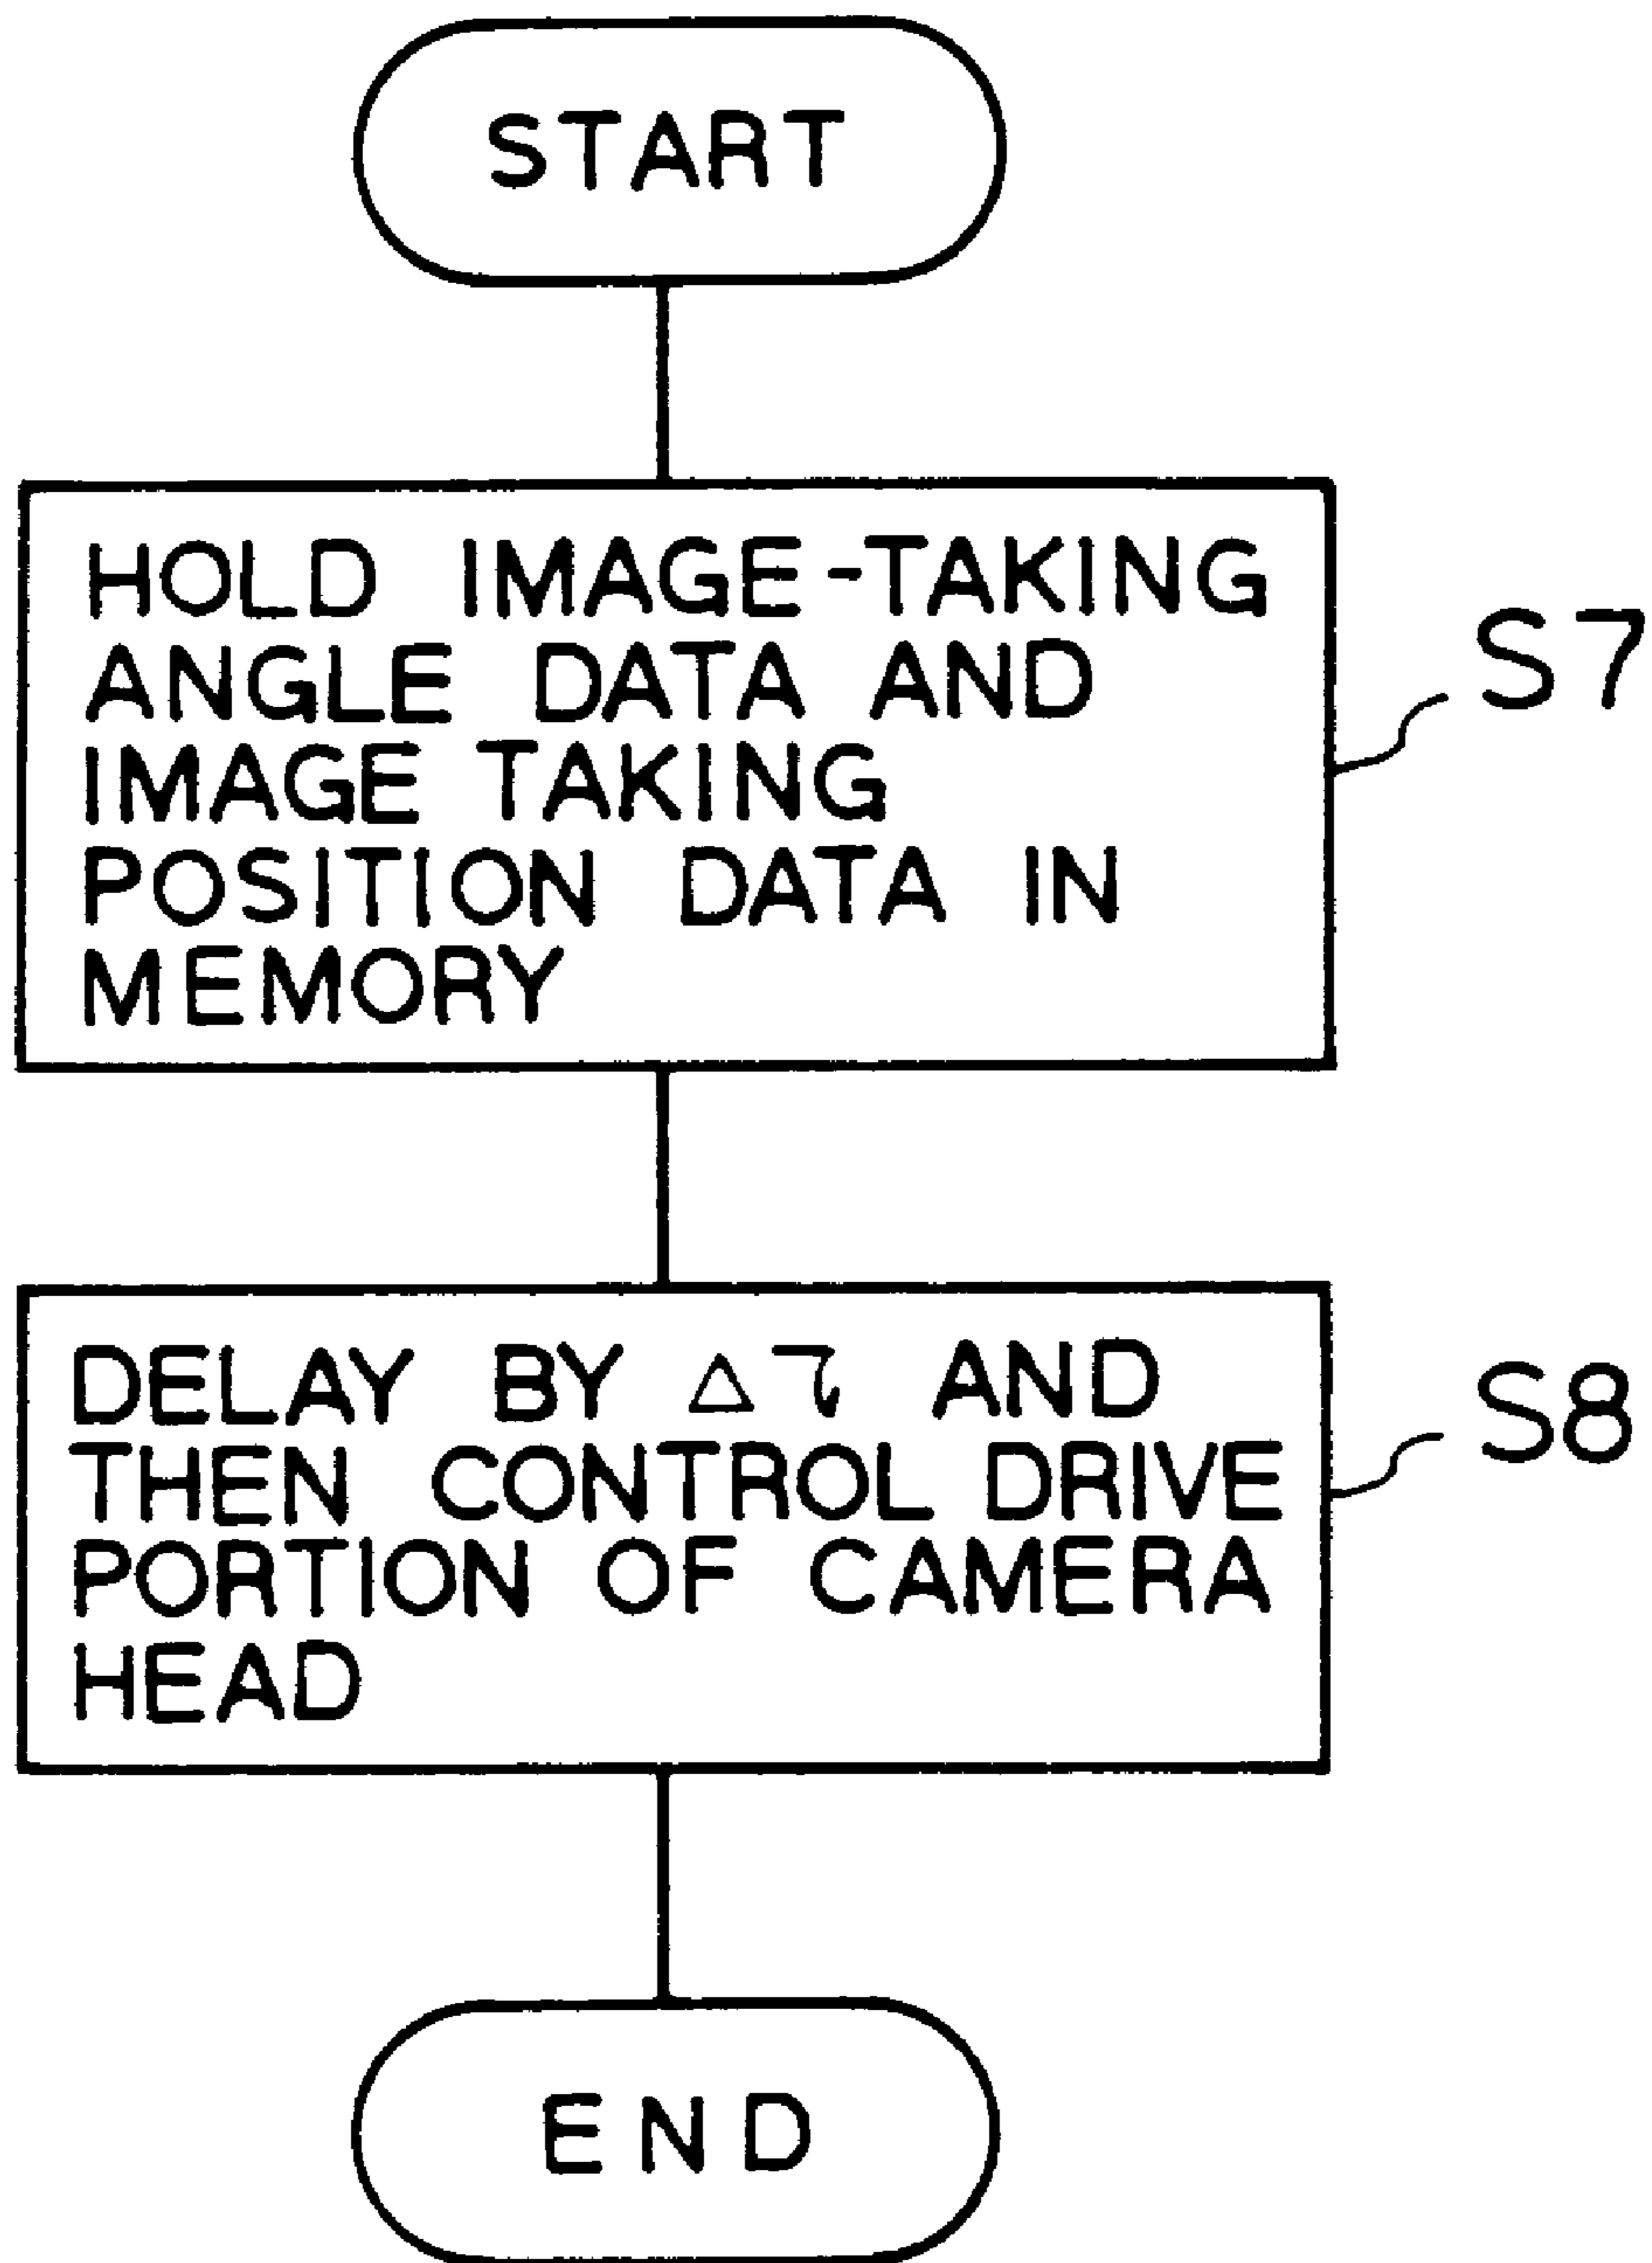 START
HOLD IMAGE-TAKING
ANGLE DATA AND
IMAGE TAKING
POSITION DATA IN
MEMORY
S7
DELAY BY Δτ AND
THEN CONTROL DRIVE
PORTION OF CAMERA
HEAD
S8
END